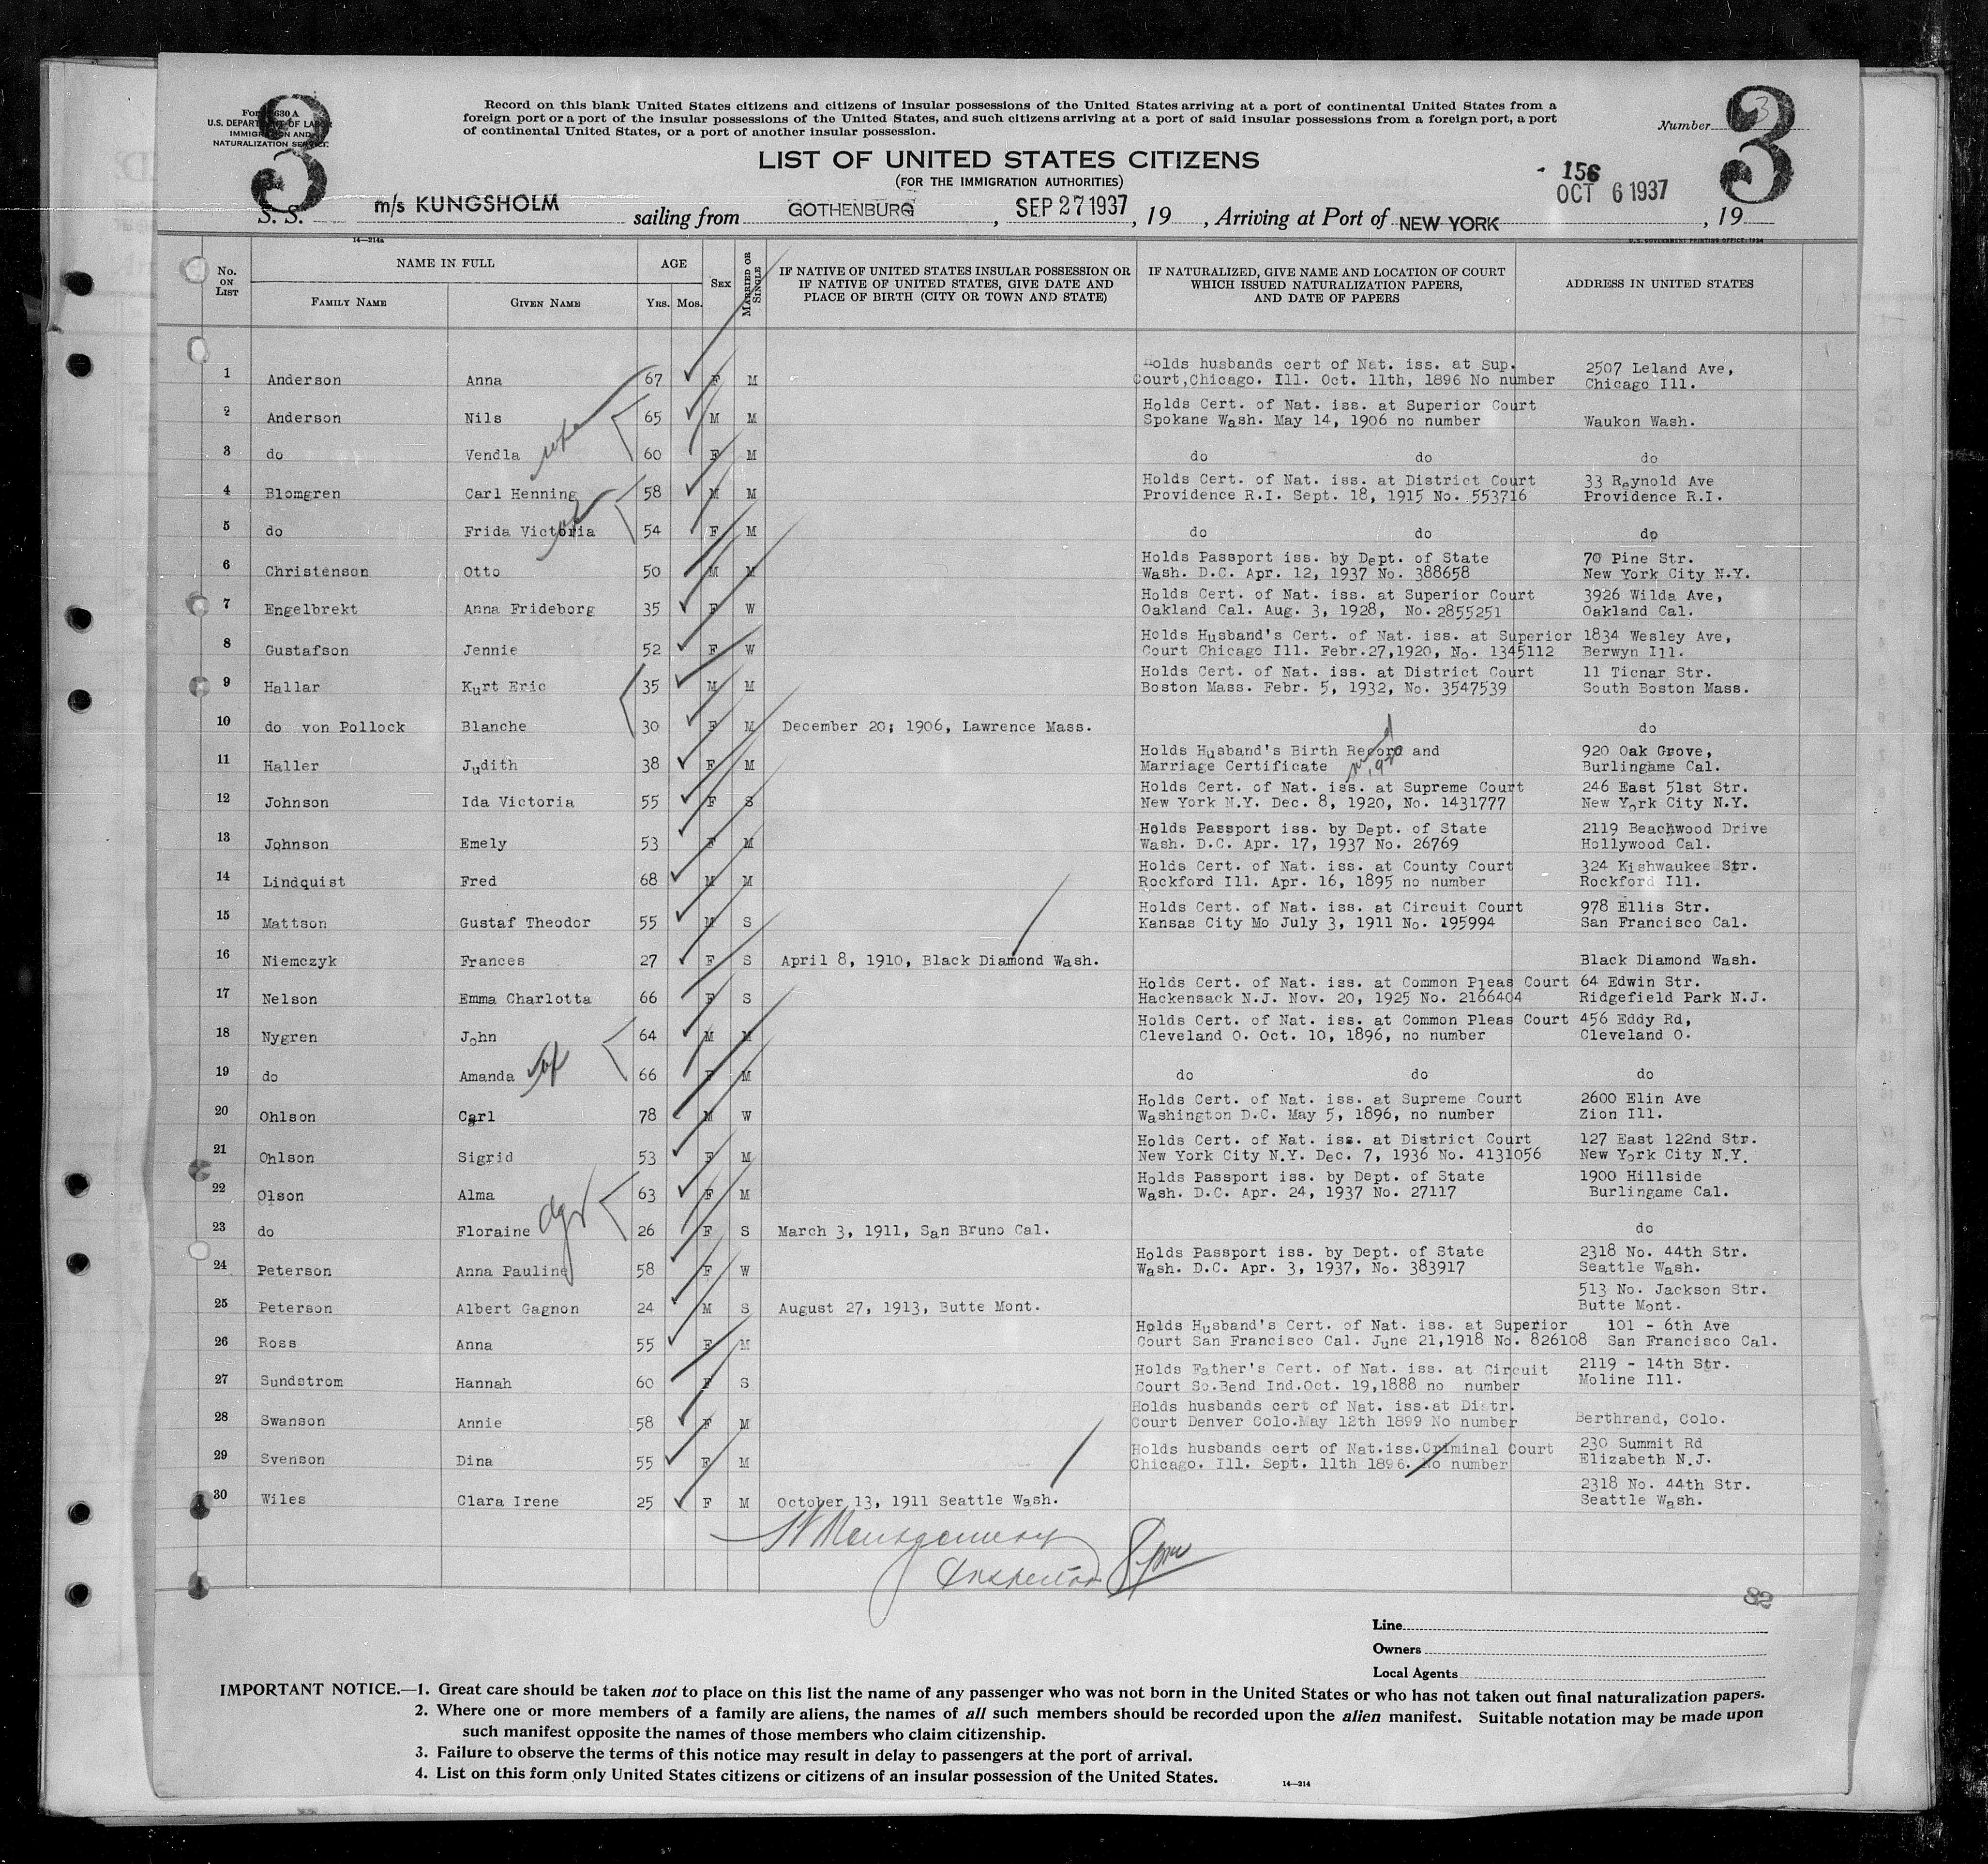 3
3
Form 630 A
U.S. DEPARTMENT OF LABOR
IMMIGRATION AND
NATURALIZATION SERVICE
Record on this blank United States citizens and citizens of insular possessions of the United States arriving at a port of continental United States from a
foreign port or a port of the insular possessions of the United States, and such citizens arriving at a port of said insular possessions from a foreign port, a port
of continental United States, or a port of another insular possession.
Number 3
LIST OF UNITED STATES CITIZENS
(FOR THE IMMIGRATION AUTHORITIES)
- 156
S. S. m/s KUNGSHOLM sailing from GOTHENBURG, SEP 27 1937, 19 , Arriving at Port of NEW YORK OCT 6 1937, 19
14—214A
U.S. GOVERNMENT PRINTING OFFICE: 1934
No. ON LIST NAME IN FULL AGE SEX MARRIED OR SINGLE IF NATIVE OF UNITED STATES INSULAR POSSESSION OR IF NATIVE OF UNITED STATES, GIVE DATE AND PLACE OF BIRTH (CITY OR TOWN AND STATE) IF NATURALIZED, GIVE NAME AND LOCATION OF COURT WHICH ISSUED NATURALIZATION PAPERS, AND DATE OF PAPERS ADDRESS IN UNITED STATES
FAMILY NAME GIVEN NAME YRS. MOS.
Holds husbands cert of Nat. iss. at Sup. 2507 Leland Ave,
1 Anderson Anna 67 F M Court,Chicago. Ill. Oct. 11th, 1896 No number Chicago Ill.
Holds Cert. of Nat. iss. at Superior Court
2 Anderson Nils 65 M M Spokane Wash. May 14, 1906 no number Waukon Wash.
3 do Vendla 60 F M do do do
Holds Cert. of Nat. iss. at District Court 33 Reynold Ave
4 Blomgren Carl Henning 58 M M Providence R.I. Sept. 18, 1915 No. 553716 Providence R.I.
5 do Frida Victoria 54 F M do do do
Holds Passport iss. by Dept. of State 70 Pine Str.
6 Christenson Otto 50 M M Wash. D.C. Apr. 12, 1937 No. 388658 New York City N.Y.
Holds Cert. of Nat. iss. at Superior Court 3926 Wilda Ave,
7 Engelbrekt Anna Frideborg 35 F W Oakland Cal. Aug. 3, 1928, No. 2855251 Oakland Cal.
Holds Husband's Cert. of Nat. iss. at Superior 1834 Wesley Ave,
8 Gustafson Jennie 52 F W Court Chicago Ill. Febr.27,1920, No. 1345112 Berwyn Ill.
Holds Cert. of Nat. iss. at District Court 11 Ticnar Str.
9 Hallar Kurt Eric 35 M M Boston Mass. Febr. 5, 1932, No. 3547539 South Boston Mass.
10 do von Pollock Blanche 30 F M December 20; 1906, Lawrence Mass. do
Holds Husband's Birth Record and 920 Oak Grove,
11 Haller Judith 38 F M Marriage Certificate Burlingame Cal.
Holds Cert. of Nat. iss. at Supreme Court 246 East 51st Str.
12 Johnson Ida Victoria 55 F S New York N.Y. Dec. 8, 1920, No. 1431777 New York City N.Y.
Holds Passport iss. by Dept. of State 2119 Beachwood Drive
13 Johnson Emely 53 F M Wash. D.C. Apr. 17, 1937 No. 26769 Hollywood Cal.
Holds Cert. of Nat. iss. at County Court 324 Kishwaukee Str.
14 Lindquist Fred 68 M M Rockford Ill. Apr. 16, 1895 no number Rockford Ill.
Holds Cert. of Nat. iss. at Circuit Court 978 Ellis Str.
15 Mattson Gustaf Theodor 55 M S Kansas City Mo July 3, 1911 No. 195994 San Francisco Cal.
16 Niemczyk Frances 27 F S April 8, 1910, Black Diamond Wash. Black Diamond Wash.
Holds Cert. of Nat. iss. at Common Pleas Court 64 Edwin Str.
17 Nelson Emma Charlotta 66 F S Hackensack N.J. Nov. 20, 1925 No. 2166404 Ridgefield Park N.J.
Holds Cert. of Nat. iss. at Common Pleas Court 456 Eddy Rd,
18 Nygren John 64 M M Cleveland O. Oct. 10, 1896, no number Cleveland O.
19 do Amanda 66 F M do do do
Holds Cert. of Nat. iss. at Supreme Court 2600 Elin Ave
20 Ohlson Carl 78 M W Washington D.C. May 5, 1896, no number Zion Ill.
Holds Cert. of Nat. iss. at District Court 127 East 122nd Str.
21 Ohlson Sigrid 53 F M New York City N.Y. Dec. 7, 1936 No. 4131056 New York City N.Y.
Holds Passport iss. by Dept. of State 1900 Hillside
22 Olson Alma 63 F M Wash. D.C. Apr. 24, 1937 No. 27117 Burlingame Cal.
23 do Floraine 26 F S March 3, 1911, San Bruno Cal. do
Holds Passport iss. by Dept. of State 2318 No. 44th Str.
24 Peterson Anna Pauline 58 F W Wash. D.C. Apr. 3, 1937, No. 383917 Seattle Wash.
513 No. Jackson Str.
25 Peterson Albert Gagnon 24 M S August 27, 1913, Butte Mont. Butte Mont.
Holds Husband's Cert. of Nat. iss. at Superior 101 - 6th Ave
26 Ross Anna 55 F M Court San Francisco Cal. June 21,1918 No. 826108 San Francisco Cal.
Holds Father's Cert. of Nat. iss. at Circuit 2119 - 14th Str.
27 Sundstrom Hannah 60 F S Court So.Bend Ind.Oct. 19,1888 no number Moline Ill.
Holds husbands cert of Nat. iss.at Distr.
28 Swanson Annie 58 F M Court Denver Colo.May 12th 1899 No number Berthrand, Colo.
Holds husbands cert of Nat.iss.Criminal Court 230 Summit Rd
29 Svenson Dina 55 F M Chicago. Ill. Sept. 11th 1896. No number Elizabeth N.J.
2318 No. 44th Str.
30 Wiles Clara Irene 25 F M October 13, 1911 Seattle Wash. Seattle Wash.
Montgomery
Inspector
82
Line
Owners
Local Agents
IMPORTANT NOTICE.—1. Great care should be taken not to place on this list the name of any passenger who was not born in the United States or who has not taken out final naturalization papers.
2. Where one or more members of a family are aliens, the names of all such members should be recorded upon the alien manifest. Suitable notation may be made upon
such manifest opposite the names of those members who claim citizenship.
3. Failure to observe the terms of this notice may result in delay to passengers at the port of arrival.
4. List on this form only United States citizens or citizens of an insular possession of the United States.
14—214